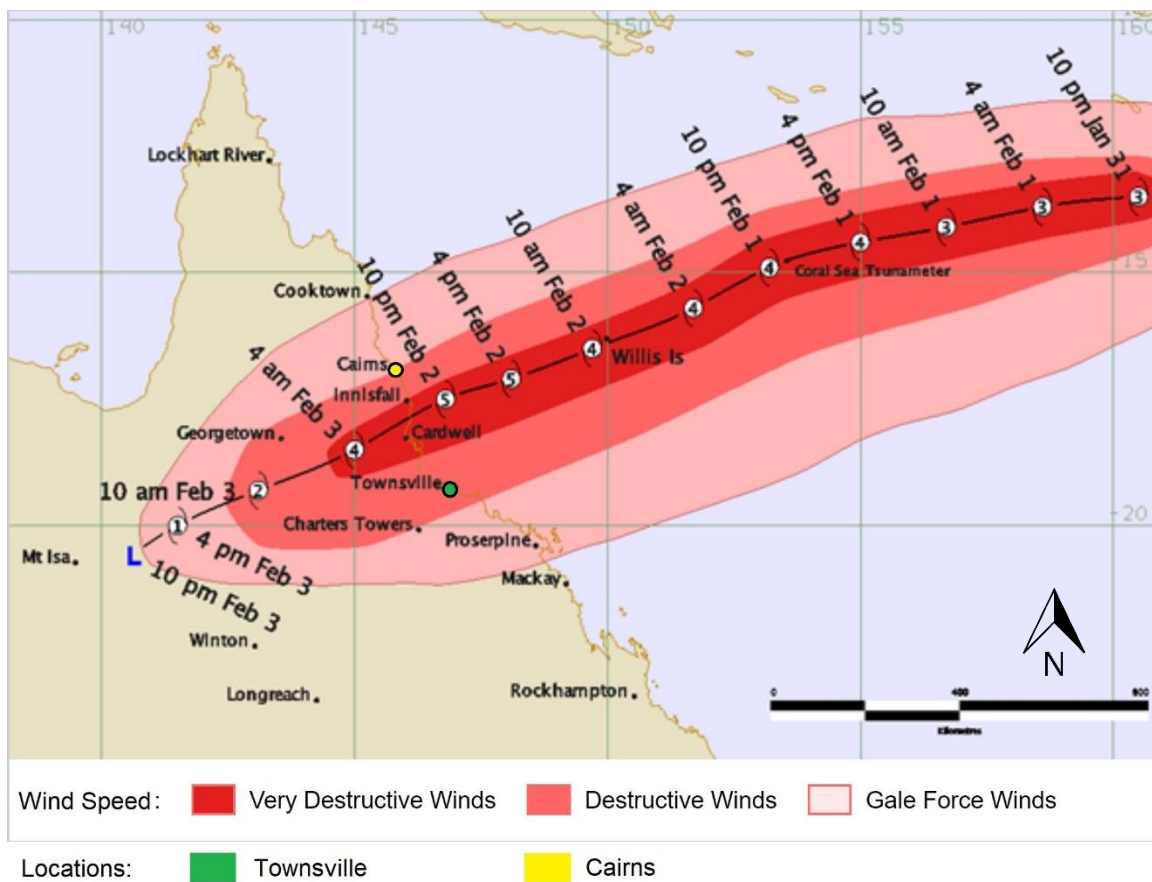 140
145
150
155
160
10 pm Jan 31
4 am Feb 1
10 am Feb 1
4 pm Feb 1
10 pm Feb 1
4 am Feb 2
10 am Feb 2
4 pm Feb 2
10 pm Feb 2
4 am Feb 3
10 am Feb 3
4 pm Feb 3
10 pm Feb 3
3
3
3
4
4
4
4
5
5
4
2
1
L
Lockhart River
Coral Sea Tsunameter
15
Cooktown
Willis Is
Cairns
Innisfail
Cardwell
Georgetown
Townsville
Charters Towers
20
Proserpine
Mt Isa
Mackay
Winton
Longreach
Rockhampton
N
0 400 800
Kilometres
Wind Speed: Very Destructive Winds Destructive Winds Gale Force Winds
Locations: Townsville Cairns